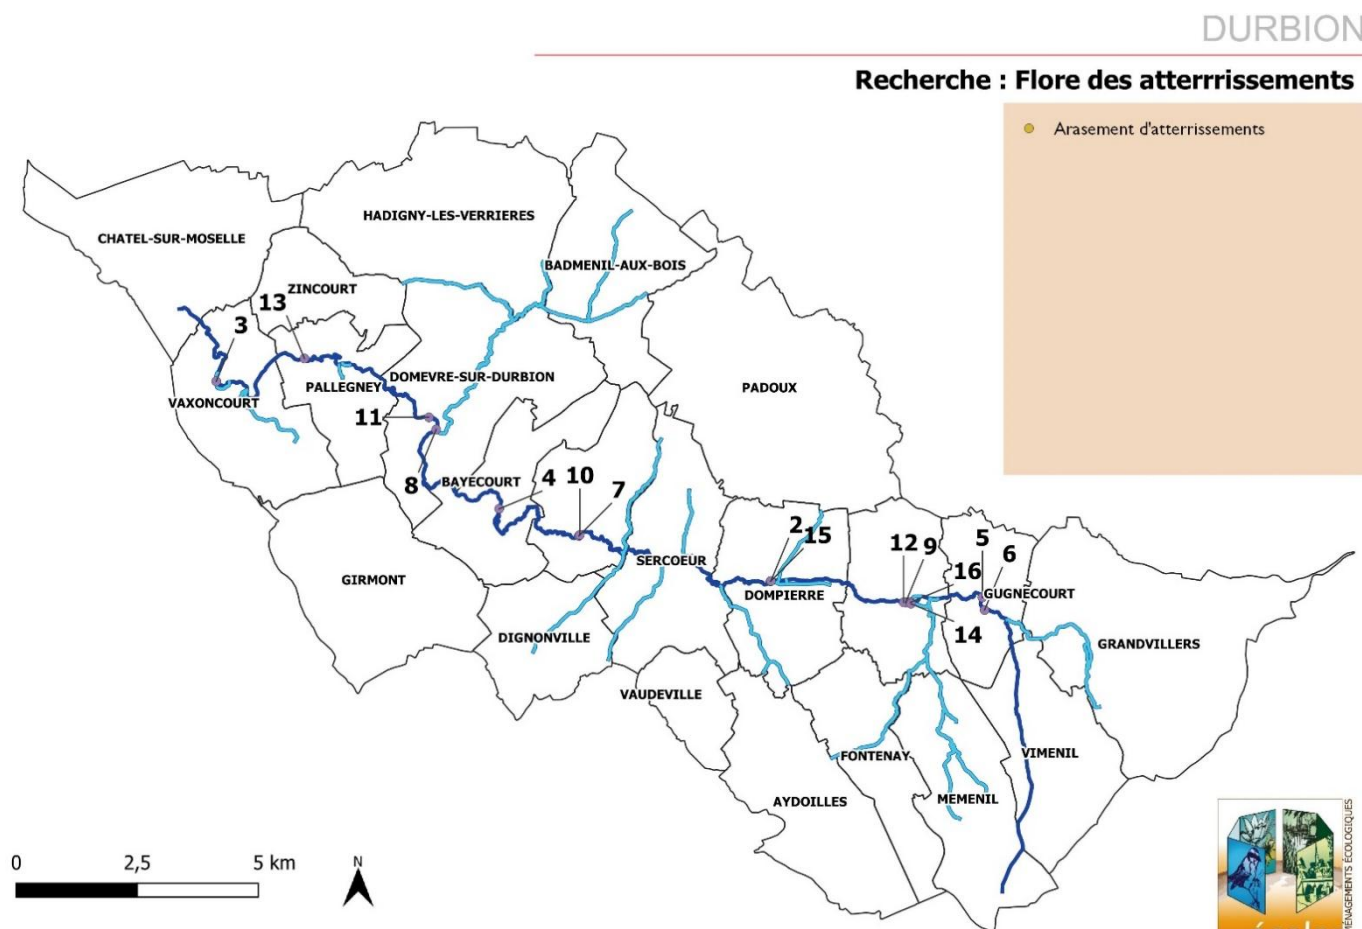 DURBION
Recherche : Flore des atterrrissements
Arasement d'atterrissements
HADIGNY-LES-VERRIERES
CHATEL-SUR-MOSELLE
BADMENIL-AUX-BOIS
ZINCOURT
13
3
DOMEVRE-SUR-DURBION
PALLEGNEY
PADOUX
VAXONCOURT
11
8
BAYECOURT
4
10
7
2
15
12
9
5
6
16
SERCOEUR
GIRMONT
DOMPIERRE
GUGNECOURT
14
DIGNONVILLE
GRANDVILLERS
VAUDEVILLE
FONTENAY
VIMENIL
AYDOILLES
MEMENIL
0
2,5
5 km
N